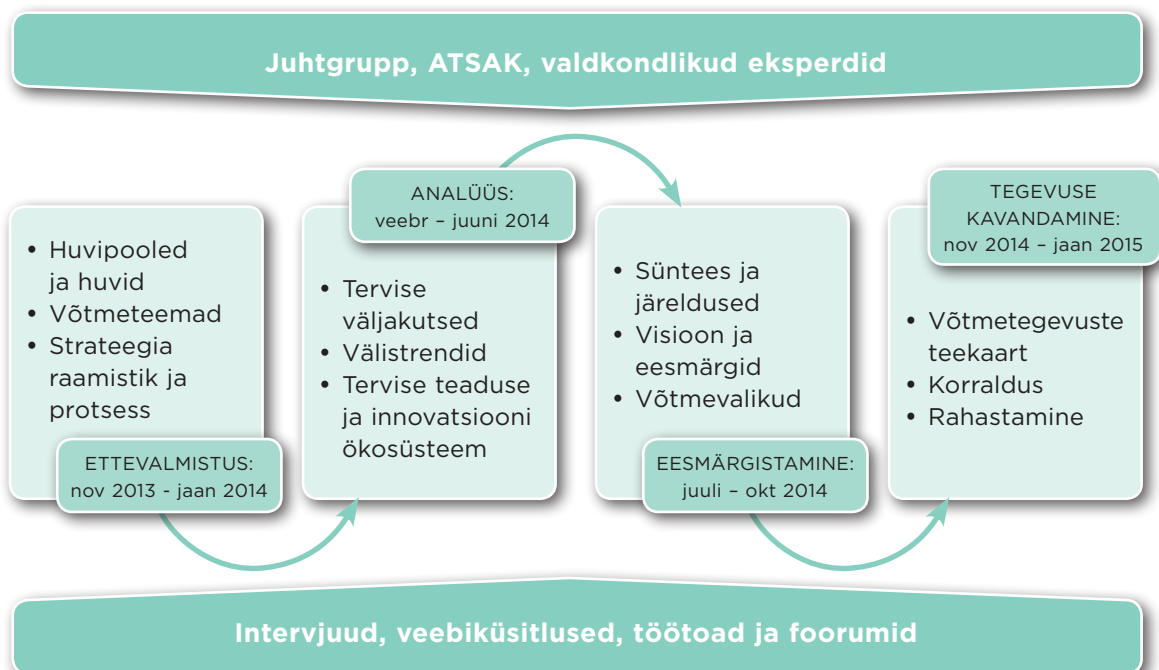 Juhtgrupp, ATSAK, valdkondlikud eksperdid
• Huvipooled
ja huvid
• Võtmeteemad
• Strateegia
raamistik ja
protsess
ETTEVALMISTUS:
nov 2013 - jaan 2014
ANALÜÜS:
veebr – juuni 2014
• Tervise
väljakutsed
• Välistrendid
• Tervise teaduse
ja innovatsiooni
ökosüsteem
• Süntees ja
järeldused
• Visioon ja
eesmärgid
• Võtmevalikud
EESMÄRGISTAMINE:
juuli – okt 2014
TEGEVUSE
KAVANDAMINE:
nov 2014 – jaan 2015
• Võtmetegevuste
teekaart
• Korraldus
• Rahastamine
Intervjuud, veebiküsitlused, töötoad ja foorumid